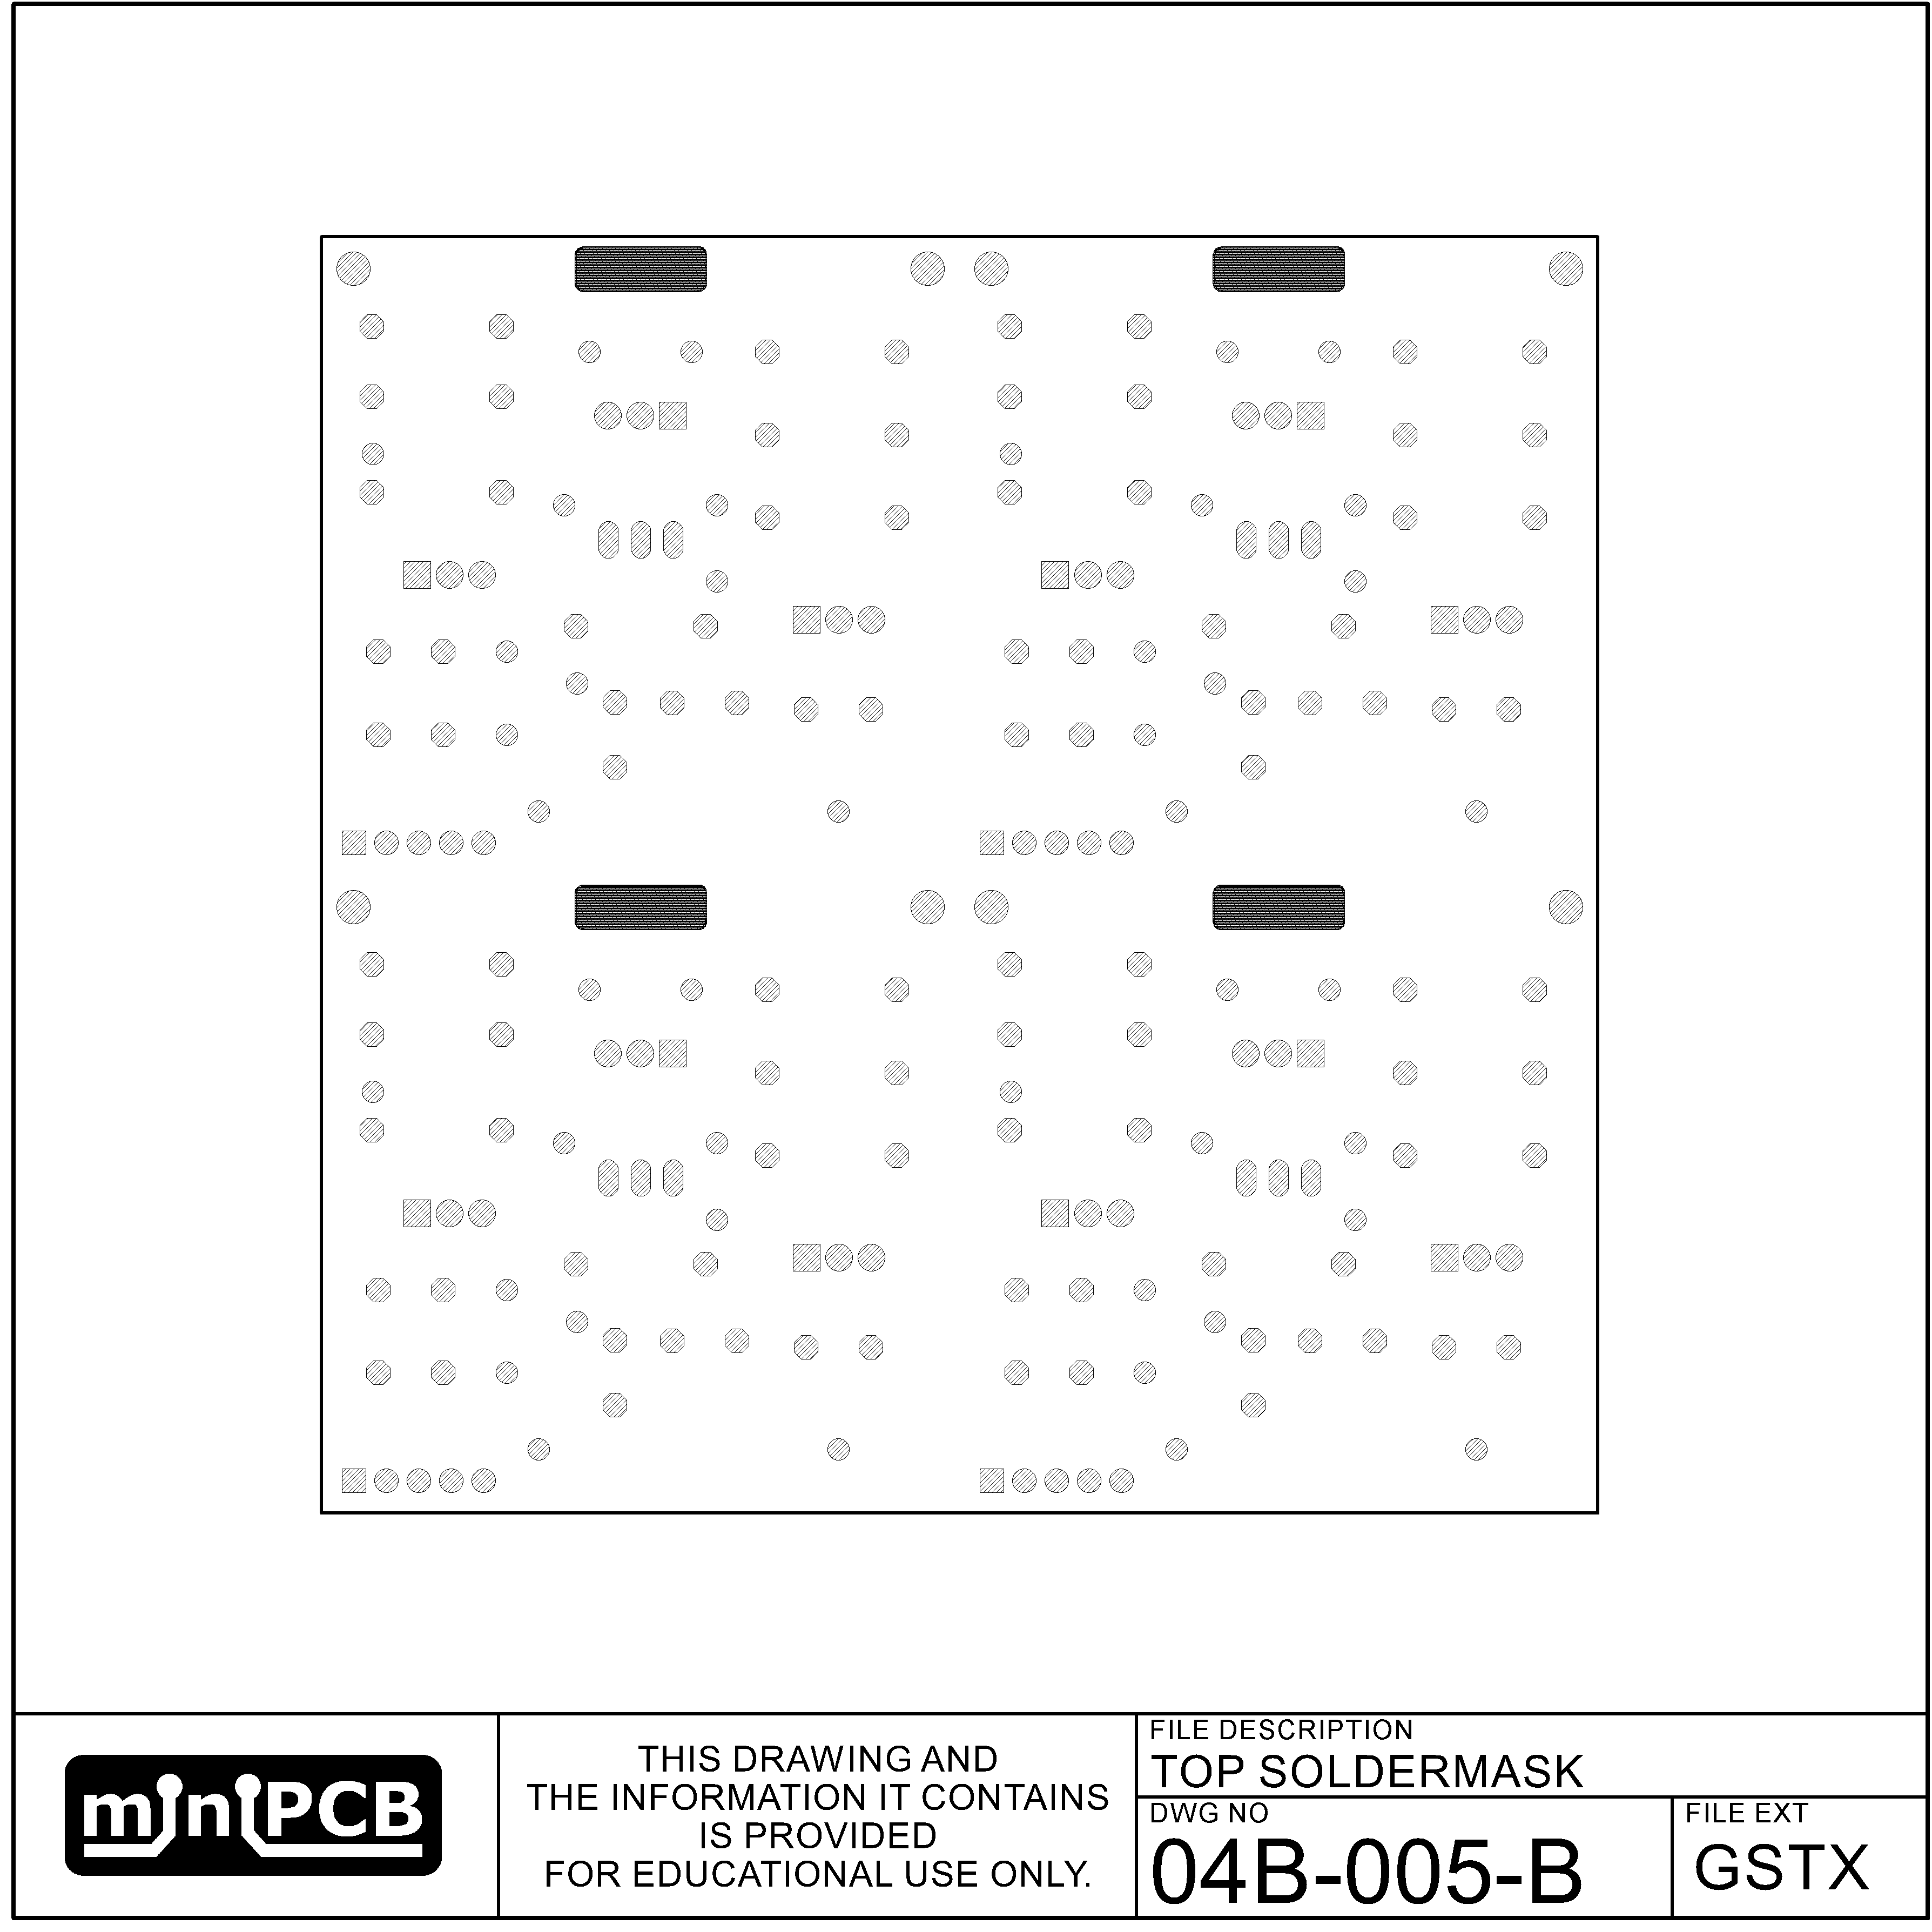 miniPCB
THIS DRAWING AND
THE INFORMATION IT CONTAINS
IS PROVIDED
FOR EDUCATIONAL USE ONLY.
FILE DESCRIPTION
TOP SOLDERMASK
DWG NO
04B-005-B
FILE EXT
GSTX